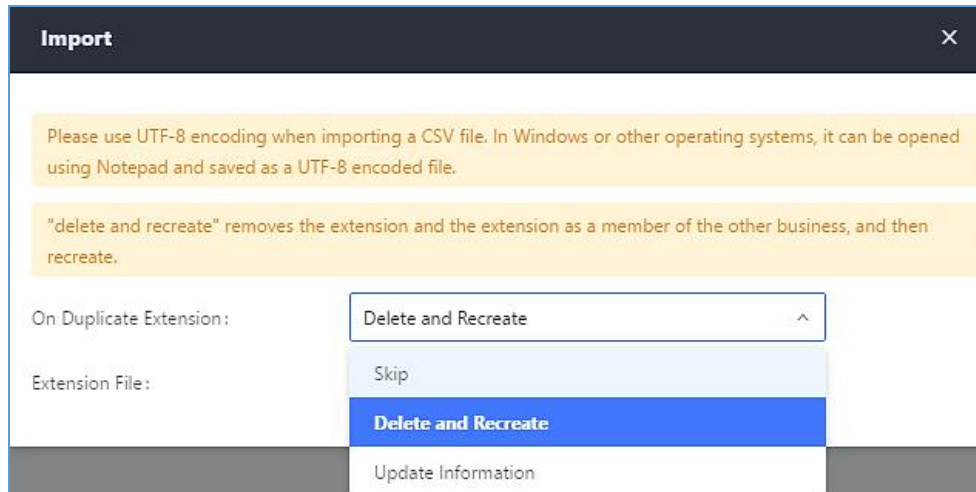 Import
Please use UTF-8 encoding when importing a CSV file. In Windows or other operating systems, it can be opened
using Notepad and saved as a UTF-8 encoded file.
"delete and recreate" removes the extension and the extension as a member of the other business, and then
recreate.
On Duplicate Extension:
Delete and Recreate
Extension File:
Skip
Delete and Recreate
Update Information